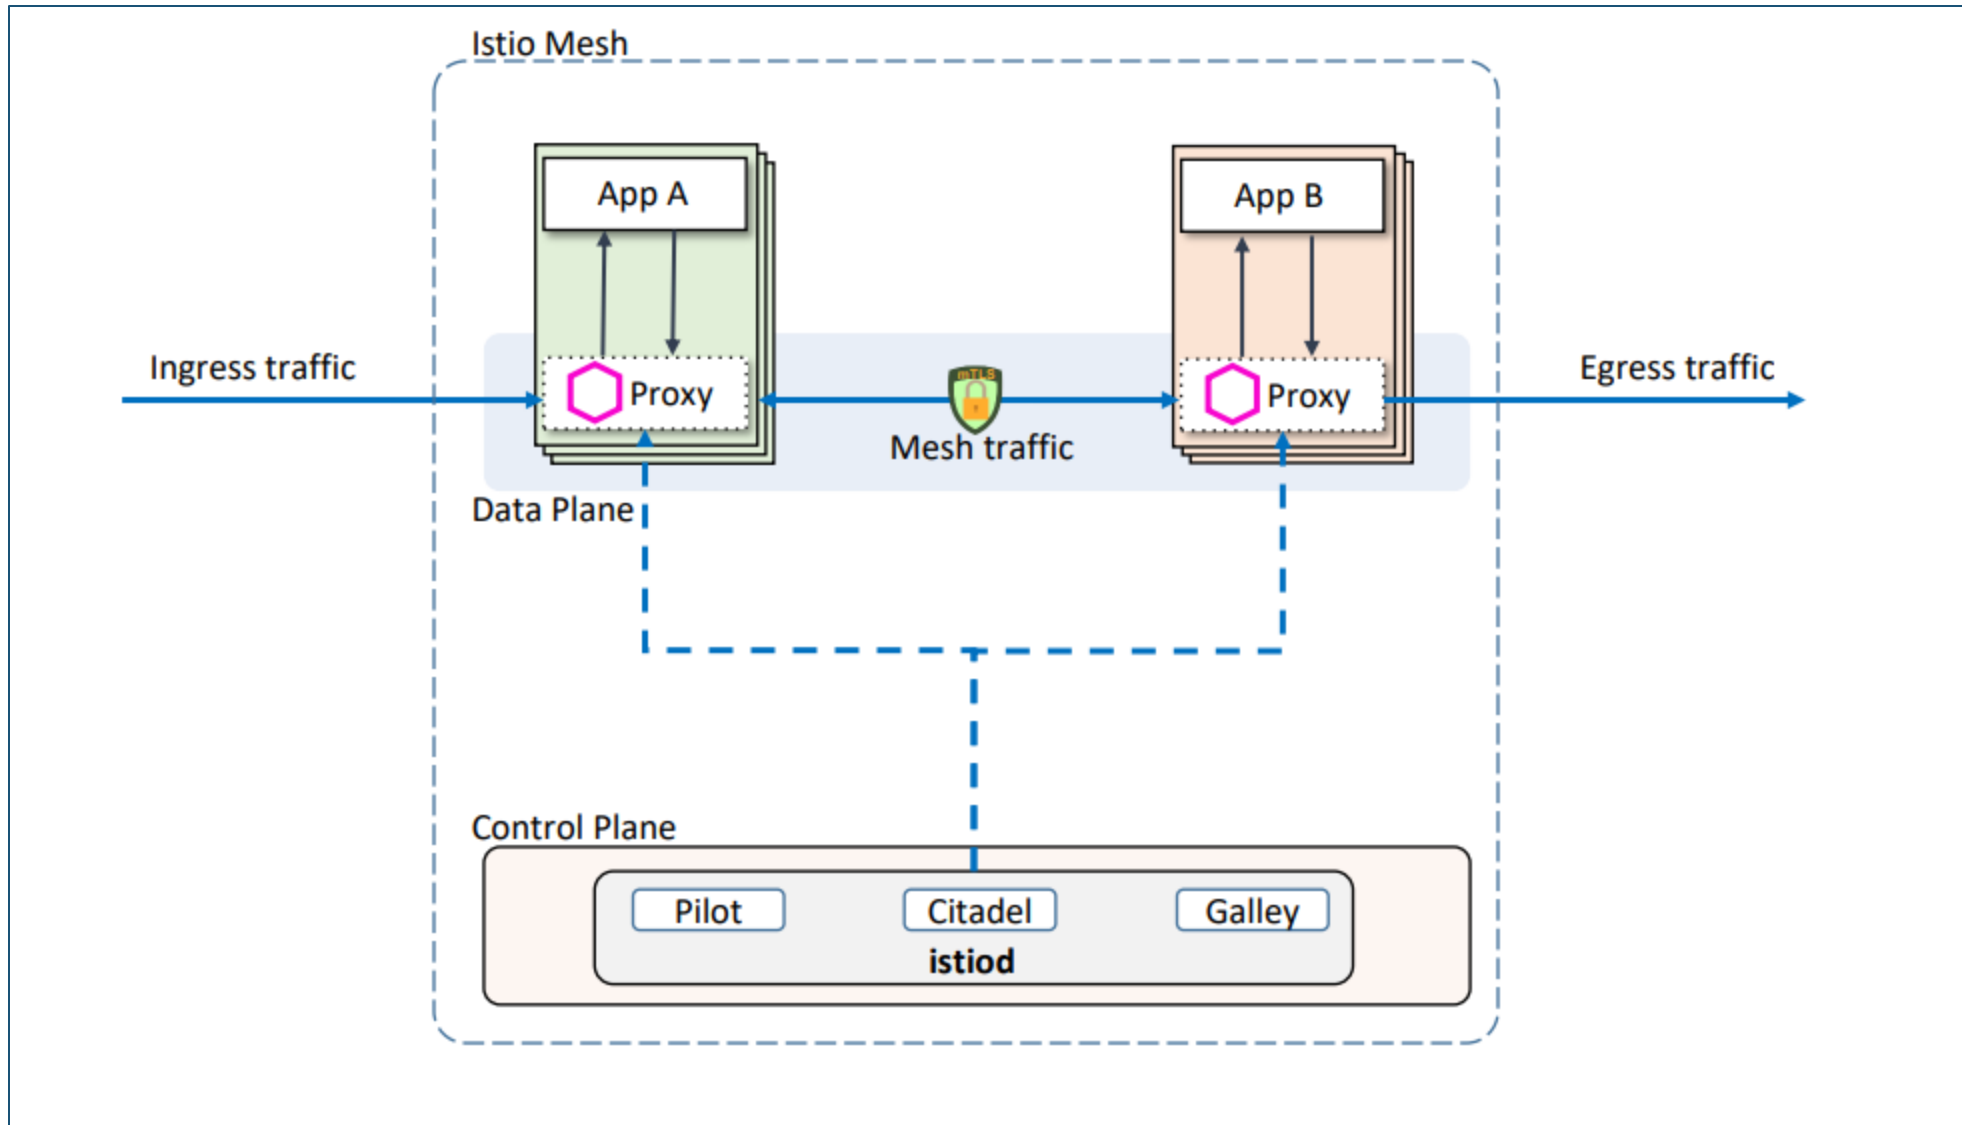 Istio Mesh
App A
App B
Ingress traffic
Proxy
mTLS
Mesh traffic
Proxy
Egress traffic
Data Plane
Control Plane
Pilot
Citadel
Galley
istiod